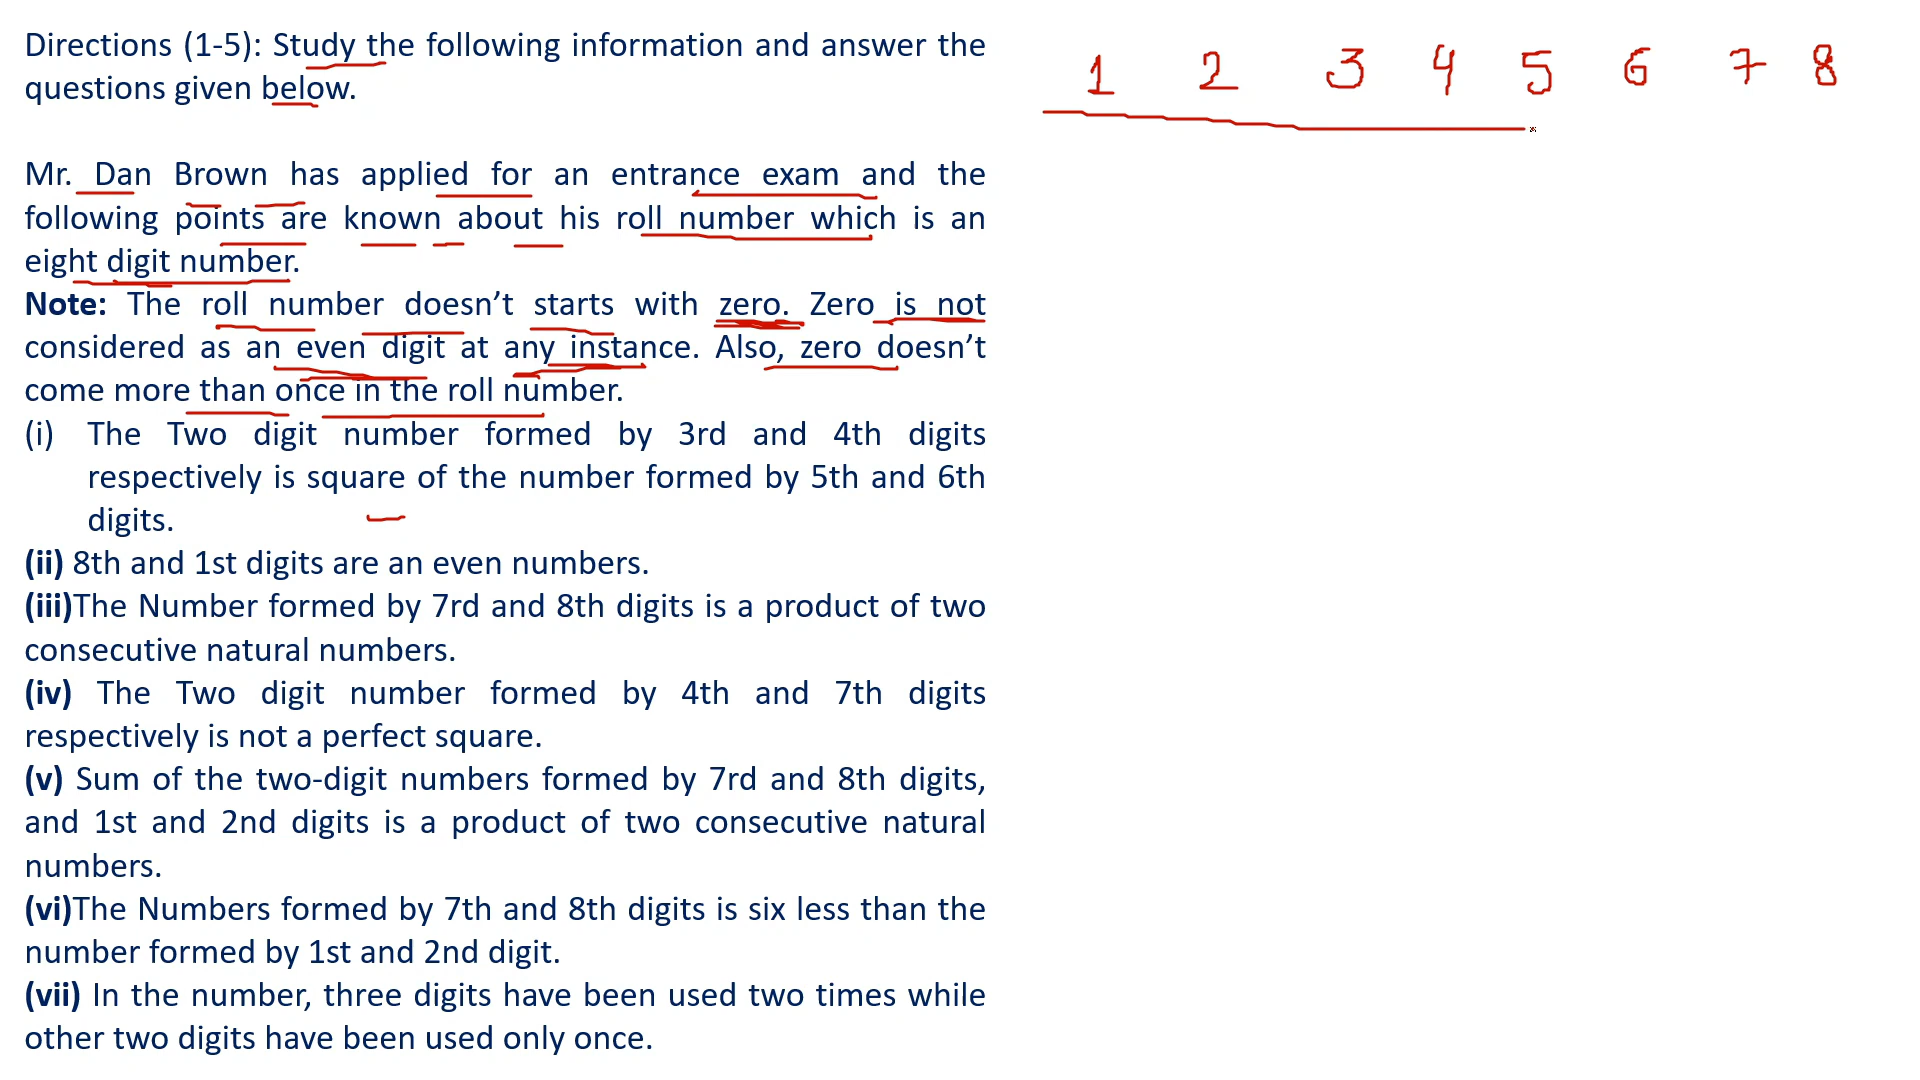 Directions (1-5): Study the following information and answer the
questions given below.
1 2 3 4 5 6 7 8
Mr. Dan Brown has applied for an entrance exam and the
following points are known about his roll number which is an
eight digit number.
Note: The roll number doesn’t starts with zero. Zero is not
considered as an even digit at any instance. Also, zero doesn’t
come more than once in the roll number.
(i) The Two digit number formed by 3rd and 4th digits
respectively is square of the number formed by 5th and 6th
digits.
(ii) 8th and 1st digits are an even numbers.
(iii)The Number formed by 7rd and 8th digits is a product of two
consecutive natural numbers.
(iv) The Two digit number formed by 4th and 7th digits
respectively is not a perfect square.
(v) Sum of the two-digit numbers formed by 7rd and 8th digits,
and 1st and 2nd digits is a product of two consecutive natural
numbers.
(vi)The Numbers formed by 7th and 8th digits is six less than the
number formed by 1st and 2nd digit.
(vii) In the number, three digits have been used two times while
other two digits have been used only once.